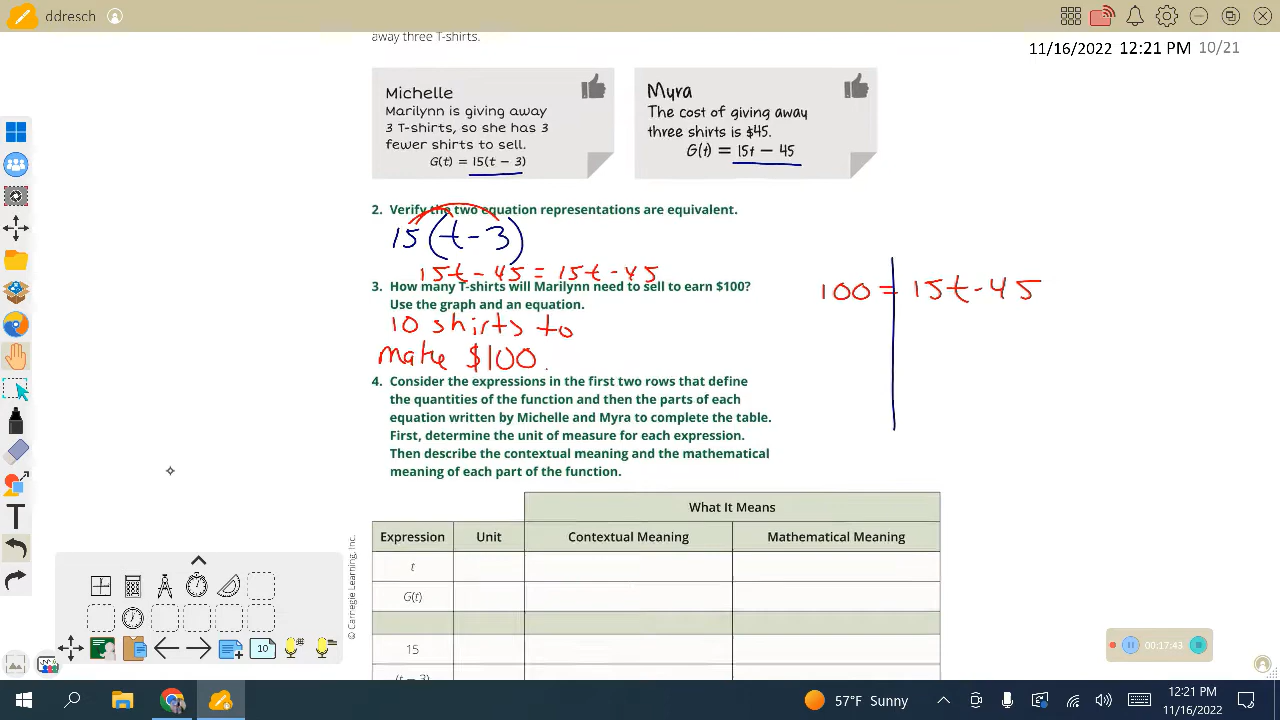 ddresch
11/16/2022 12:21 PM 10/21
away three T-shirts.
Michelle
Marilynn is giving away
3 T-shirts, so she has 3
fewer shirts to sell.
G(t) = 15(t − 3)
Myra
The cost of giving away
three shirts is $45.
G(t) = 15t − 45
2. Verify the two equation representations are equivalent.
15(t-3)
15t - 45 = 15t - 45
3. How many T-shirts will Marilynn need to sell to earn $100?
Use the graph and an equation.
10 shirts to
make $100.
100 = 15t - 45
4. Consider the expressions in the first two rows that define
the quantities of the function and then the parts of each
equation written by Michelle and Myra to complete the table.
First, determine the unit of measure for each expression.
Then describe the contextual meaning and the mathematical
meaning of each part of the function.
What It Means
Expression Unit Contextual Meaning Mathematical Meaning
t
G(t)
15
(t − 3)
© Carnegie Learning, Inc.
10
00:17:43
57°F Sunny
12:21 PM
11/16/2022